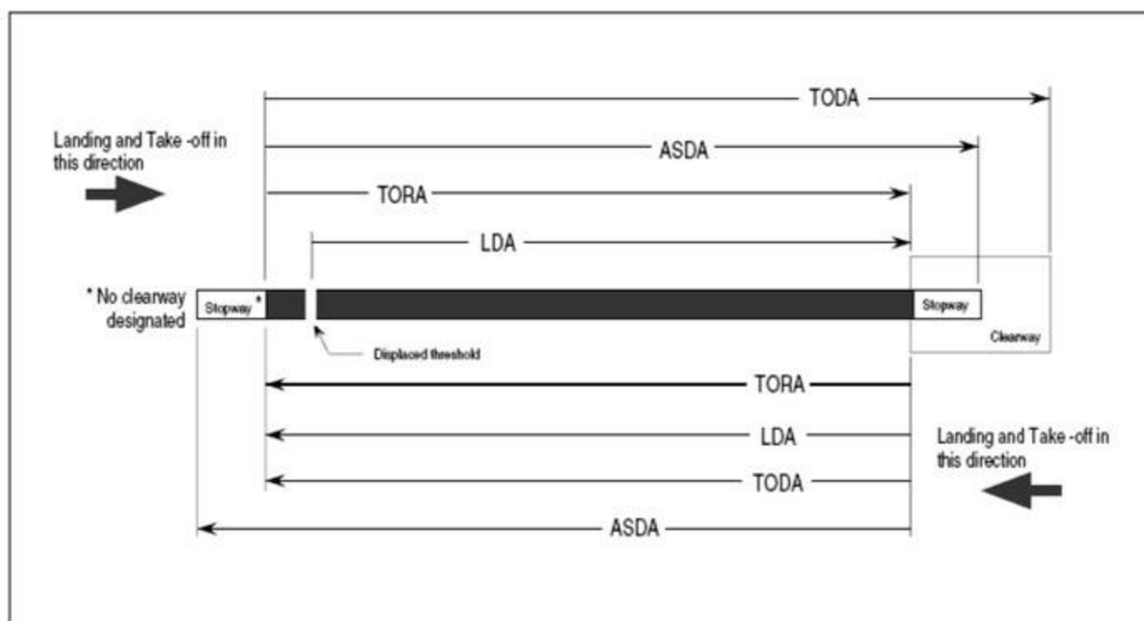 TODA
Landing and Take -off in
this direction
ASDA
TORA
LDA
* No clearway
designated
Stopway *
Stopway
Clearway
Displaced threshold
TORA
LDA
Landing and Take -off in
this direction
TODA
ASDA